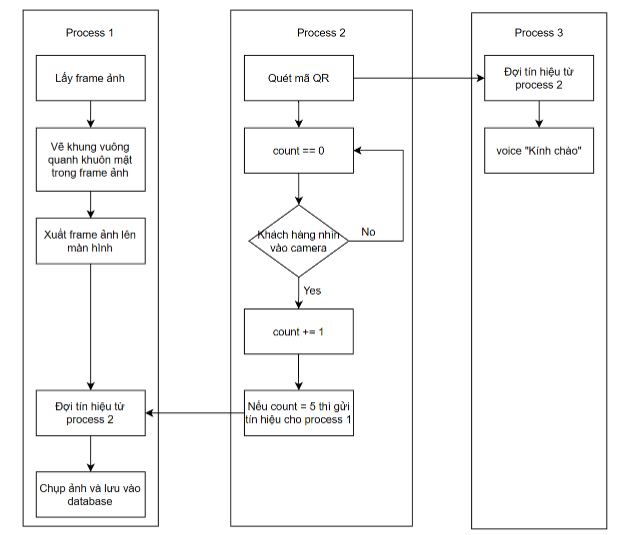 Process 1
Lấy frame ảnh
Vẽ khung vuông
quanh khuôn mặt
trong frame ảnh
Xuất frame ảnh lên
màn hình
Đợi tín hiệu từ
process 2
Chụp ảnh và lưu vào
database
Process 2
Quét mã QR
count == 0
Khách hàng nhìn
vào camera
No
Yes
count += 1
Nếu count = 5 thì gửi
tín hiệu cho process 1
Process 3
Đợi tín hiệu từ
process 2
voice "Kính chào"